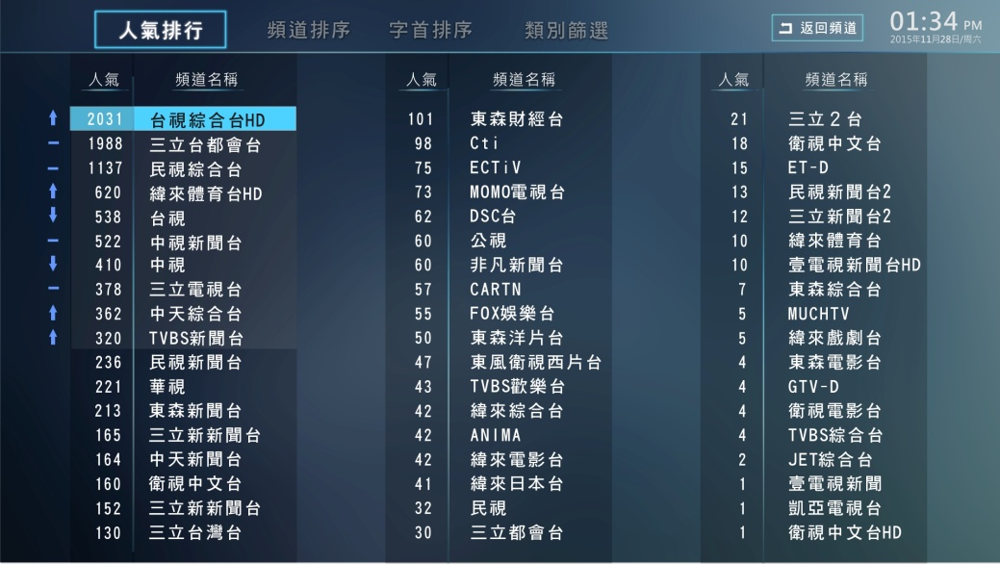 人氣排行 頻道排序 字首排序 類別篩選 返回頻道 01:34 PM
2015年11月28日/周六
人氣 頻道名稱
2031 台視綜合台HD
1988 三立台都會台
1137 民視綜合台
620 緯來體育台HD
538 台視
522 中視新聞台
410 中視
378 三立電視台
362 中天綜合台
320 TVBS新聞台
236 民視新聞台
221 華視
213 東森新聞台
165 三立新新聞台
164 中天新聞台
160 衛視中文台
152 三立新新聞台
130 三立台灣台
人氣 頻道名稱
101 東森財經台
98 Cti
75 ECTiV
73 MOMO電視台
62 DSC台
60 公視
60 非凡新聞台
57 CARTN
55 FOX娛樂台
50 東森洋片台
47 東風衛視西片台
43 TVBS歡樂台
42 緯來綜合台
42 ANIMA
42 緯來電影台
41 緯來日本台
32 民視
30 三立都會台
人氣 頻道名稱
21 三立2台
18 衛視中文台
15 ET-D
13 民視新聞台2
12 三立新聞台2
10 緯來體育台
10 壹電視新聞台HD
7 東森綜合台
5 MUCHTV
5 緯來戲劇台
4 東森電影台
4 GTV-D
4 衛視電影台
4 TVBS綜合台
2 JET綜合台
1 壹電視新聞
1 凱亞電視台
1 衛視中文台HD